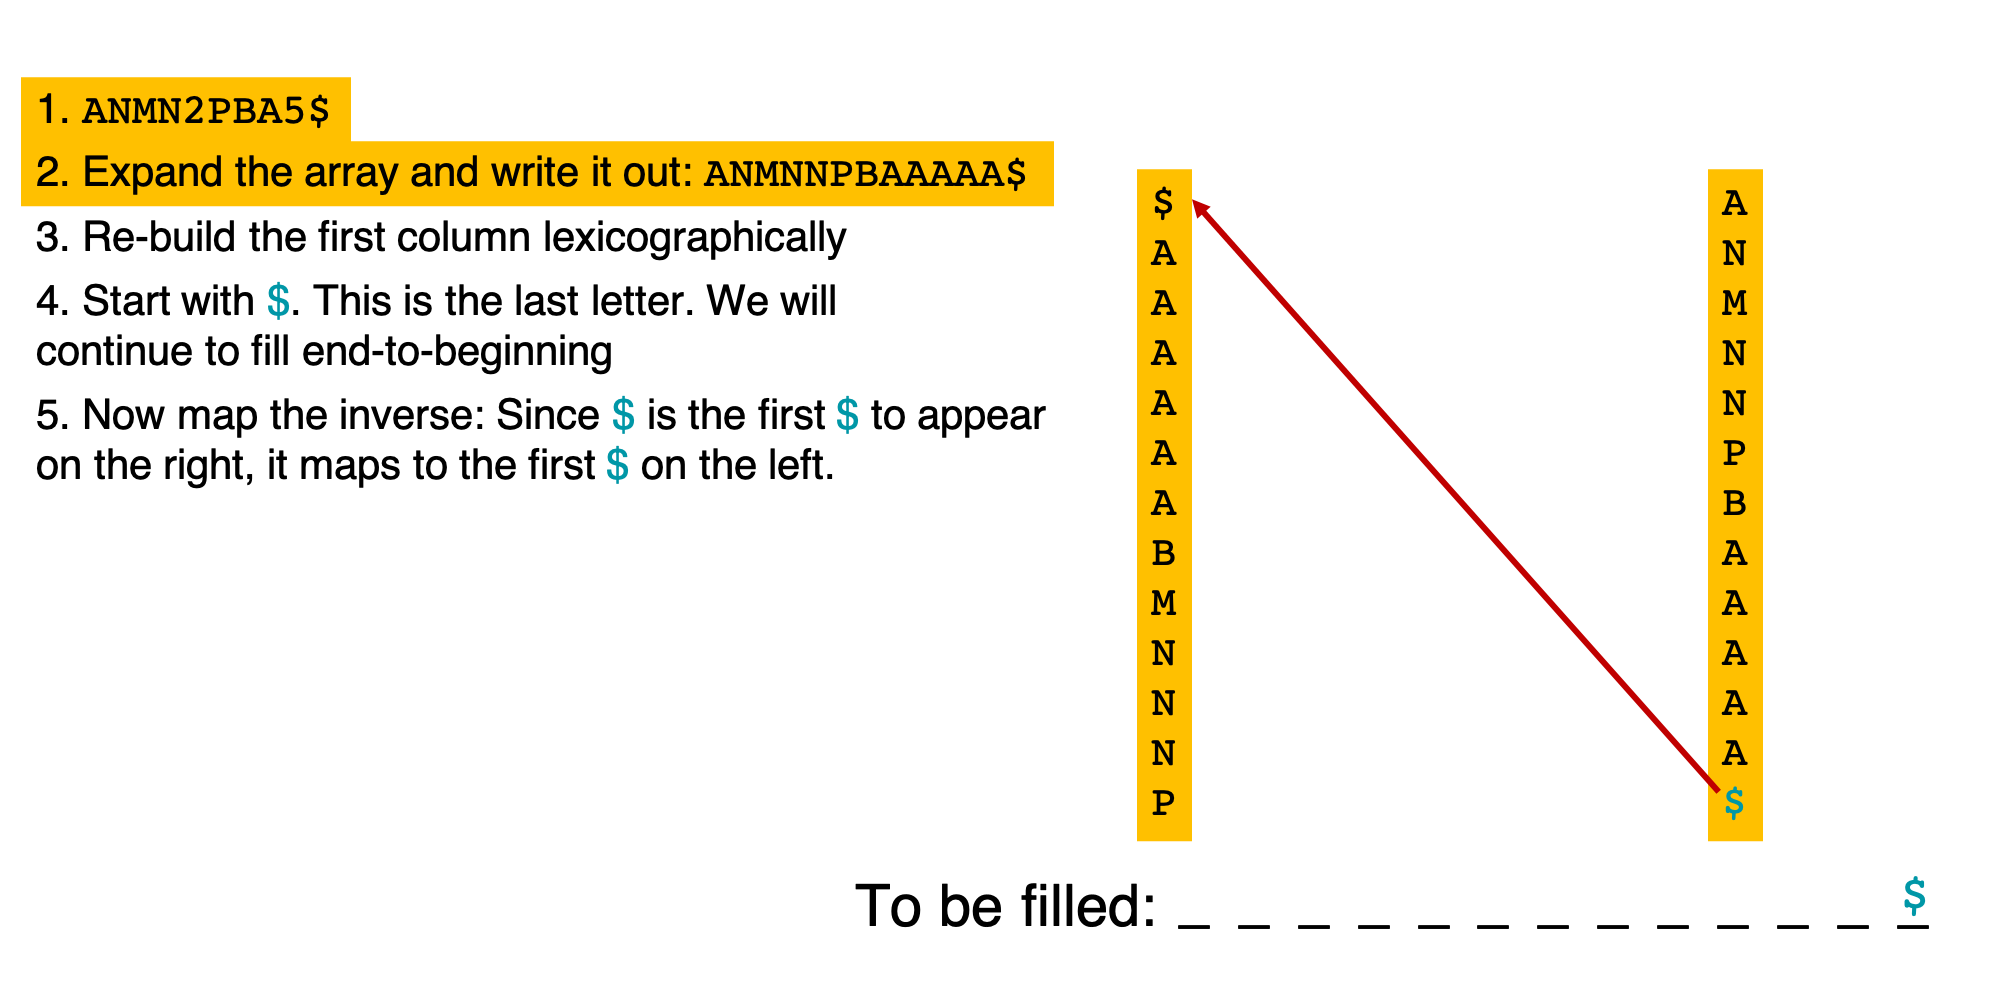 1. ANMN2PBA5$
2. Expand the array and write it out: ANMNNPBAAAAA$
3. Re-build the first column lexicographically
4. Start with $. This is the last letter. We will
continue to fill end-to-beginning
5. Now map the inverse: Since $ is the first $ to appear
on the right, it maps to the first $ on the left.
$
A
A
A
A
A
A
B
M
N
N
N
P
A
N
M
N
N
P
B
A
A
A
A
A
$
To be filled: _ _ _ _ _ _ _ _ _ _ _ _ $